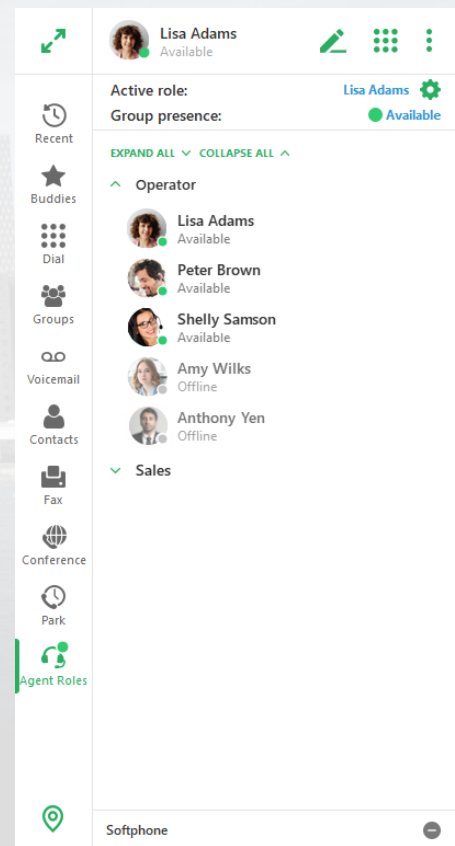 Lisa Adams
Available
Active role: Lisa Adams
Group presence: Available
Recent
Buddies
Dial
Groups
Voicemail
Contacts
Fax
Conference
Park
Agent Roles
EXPAND ALL COLLAPSE ALL
Operator
Lisa Adams
Available
Peter Brown
Available
Shelly Samson
Available
Amy Wilks
Offline
Anthony Yen
Offline
Sales
Softphone